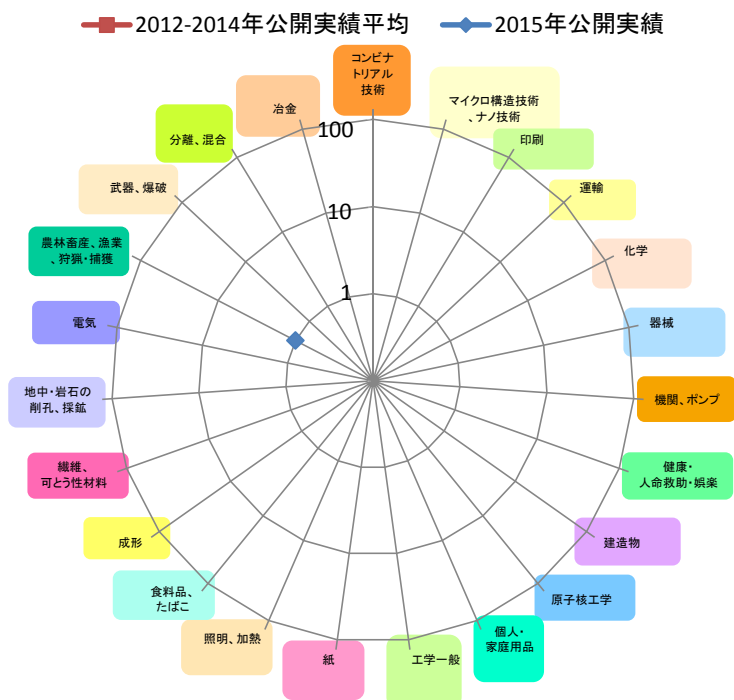 2012-2014年公開実績平均
2015年公開実績
コンビナ
トリアル
技術
マイクロ構造技術
、ナノ技術
印刷
運輸
化学
器械
機関、ポンプ
健康・
人命救助・娯楽
建造物
原子核工学
個人・
家庭用品
工学一般
紙
照明、加熱
食料品、
たばこ
成形
繊維、
可とう性材料
地中・岩石の
削孔、採鉱
電気
農林畜産、漁業
、狩猟・捕獲
武器、爆破
分離、混合
冶金
100
10
1